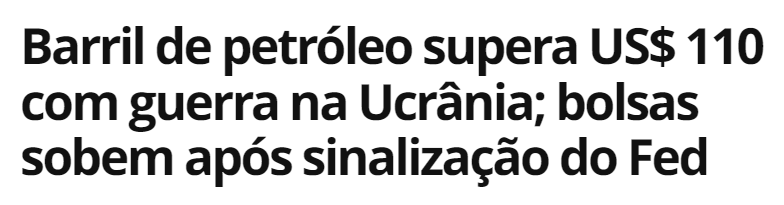 Barril de petróleo supera US$ 110
com guerra na Ucrânia; bolsas
sobem após sinalização do Fed